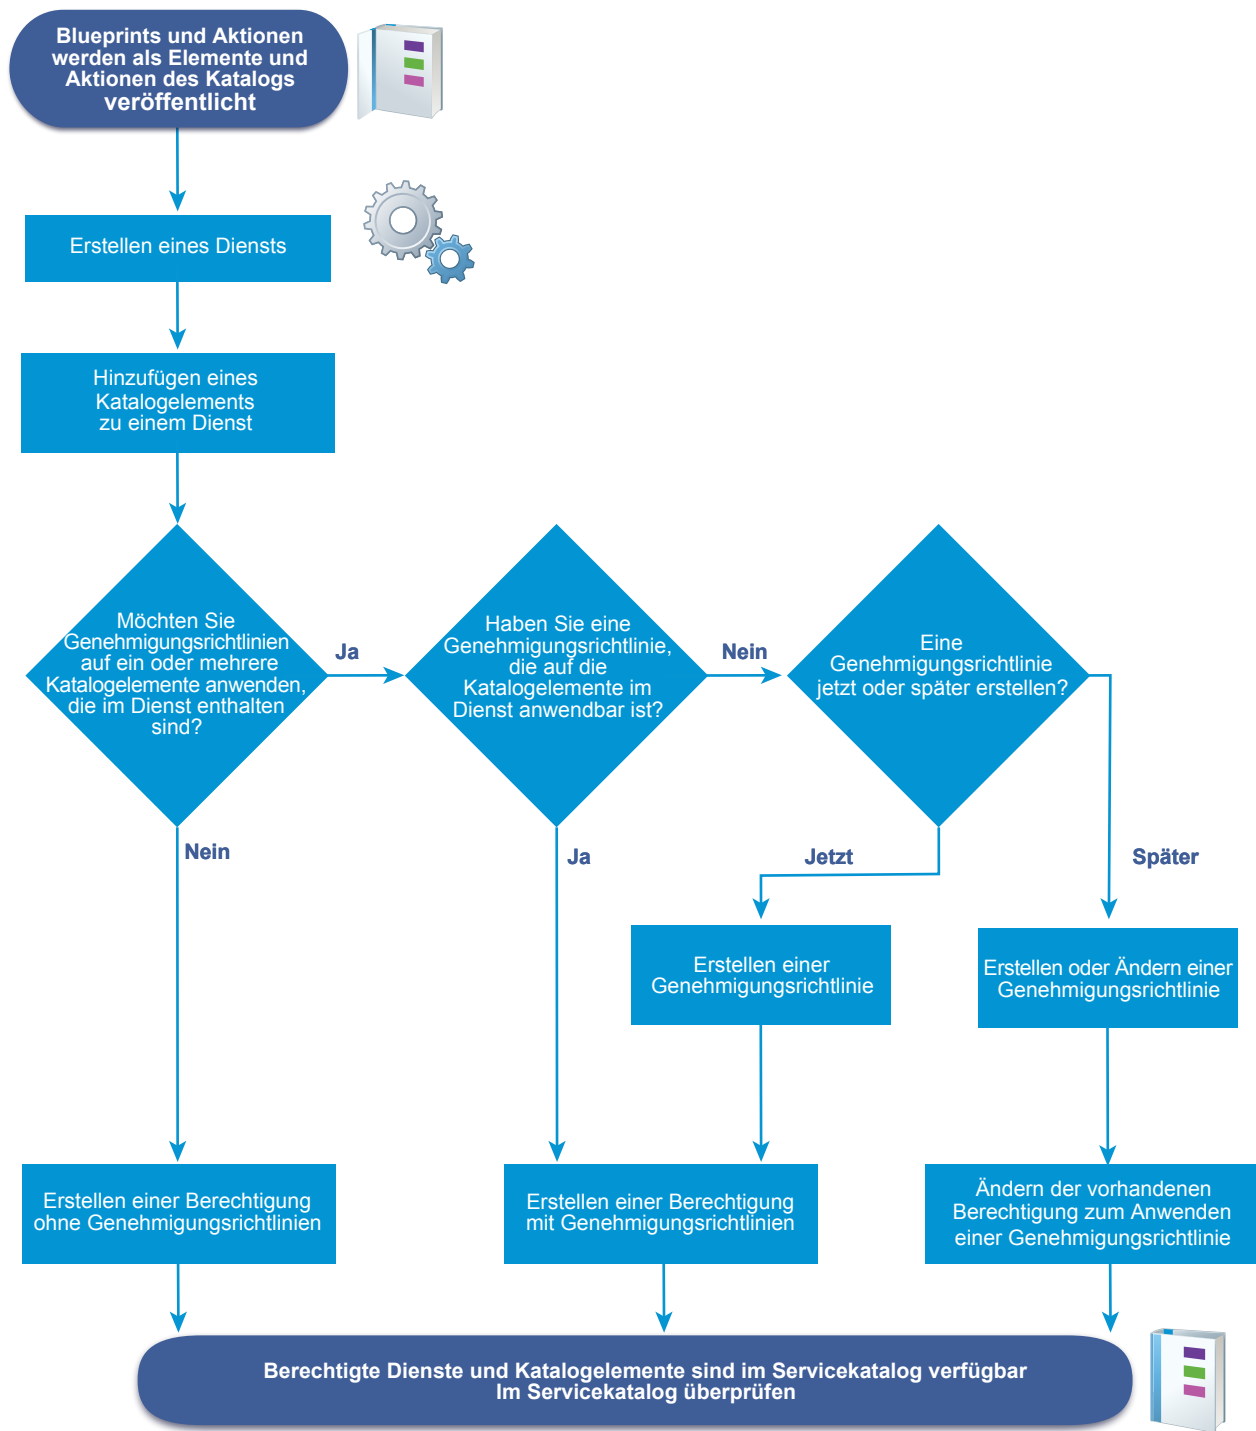 Blueprints und Aktionen
werden als Elemente und
Aktionen des Katalogs
veröffentlicht
Erstellen eines Diensts
Hinzufügen eines
Katalogelements
zu einem Dienst
Möchten Sie
Genehmigungsrichtlinien
auf ein oder mehrere
Katalogelemente anwenden,
die im Dienst enthalten
sind?
Ja
Haben Sie eine
Genehmigungsrichtlinie,
die auf die
Katalogelemente im
Dienst anwendbar ist?
Nein
Eine
Genehmigungsrichtlinie
jetzt oder später erstellen?
Nein
Ja
Jetzt
Später
Erstellen einer
Genehmigungsrichtlinie
Erstellen oder Ändern einer
Genehmigungsrichtlinie
Erstellen einer Berechtigung
ohne Genehmigungsrichtlinien
Erstellen einer Berechtigung
mit Genehmigungsrichtlinien
Ändern der vorhandenen
Berechtigung zum Anwenden
einer Genehmigungsrichtlinie
Berechtigte Dienste und Katalogelemente sind im Servicekatalog verfügbar
Im Servicekatalog überprüfen